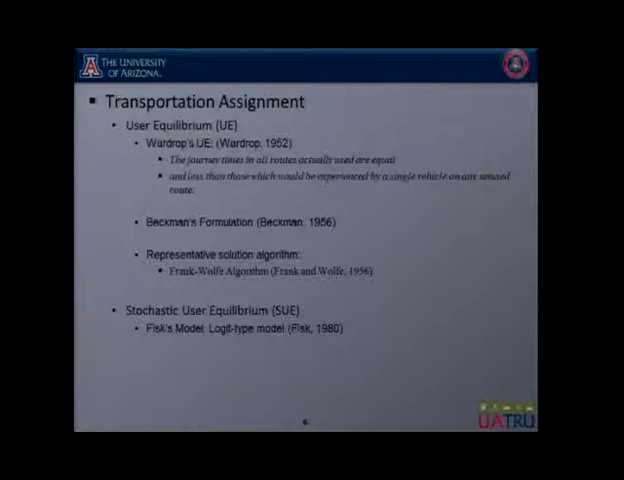 THE UNIVERSITY
OF ARIZONA.
Transportation Assignment
User Equilibrium (UE)
Wardrop's UE: (Wardrop, 1952)
The journey times in all routes actually used are equal
and less than those which would be experienced by a single vehicle on any unused
route.
Beckman's Formulation (Beckman, 1956)
Representative solution algorithm:
Frank-Wolfe Algorithm (Frank and Wolfe, 1956)
Stochastic User Equilibrium (SUE)
Fisk's Model: Logit-type model (Fisk, 1980)
6
UATRU